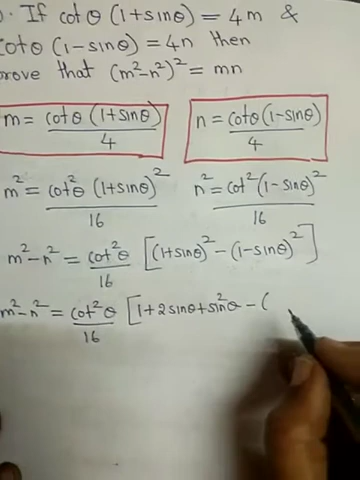 If cotθ (1+sinθ) = 4m &
cotθ (1-sinθ) = 4n then
prove that (m²-n²)² = mn
m = cotθ (1+sinθ) / 4
n = cotθ (1-sinθ) / 4
m² = cot²θ (1+sinθ)² / 16
n² = cot² (1-sinθ)² / 16
m²-n² = cot²θ / 16 [(1+sinθ)² - (1-sinθ)²]
m²-n² = cot²θ / 16 [1+2sinθ+sin²θ - (